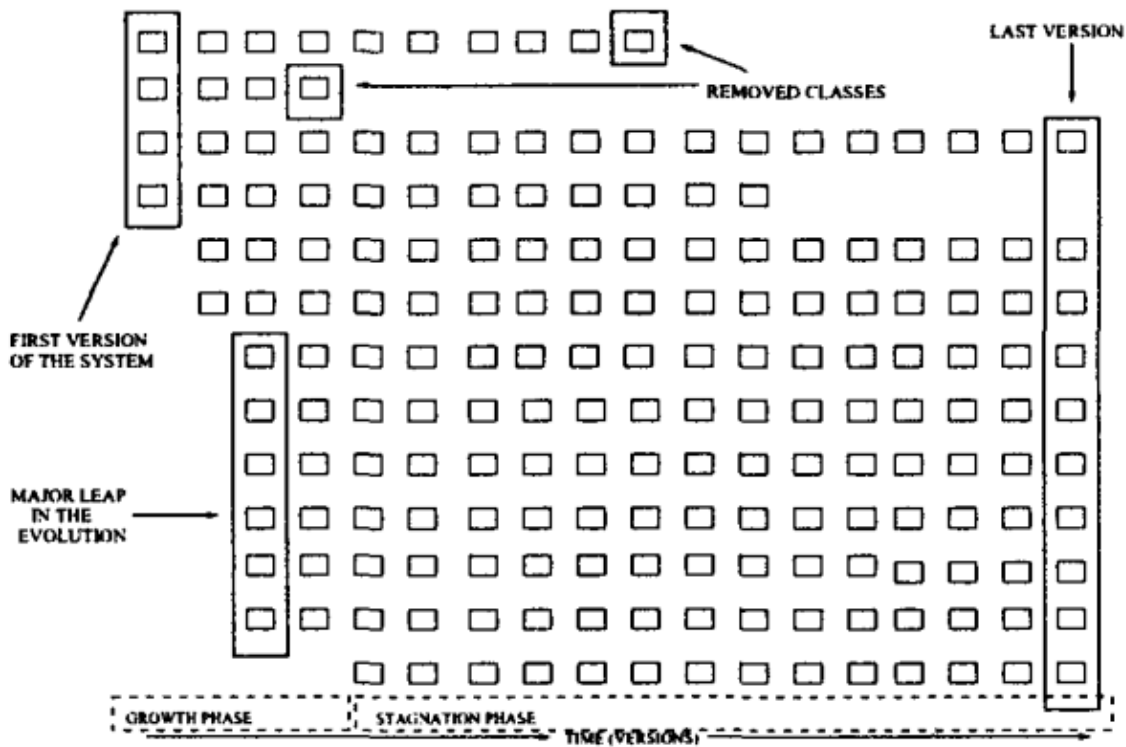 LAST VERSION
REMOVED CLASSES
FIRST VERSION
OF THE SYSTEM
MAJOR LEAP
IN THE
EVOLUTION
GROWTH PHASE
STAGNATION PHASE
TIME (VERSIONS)